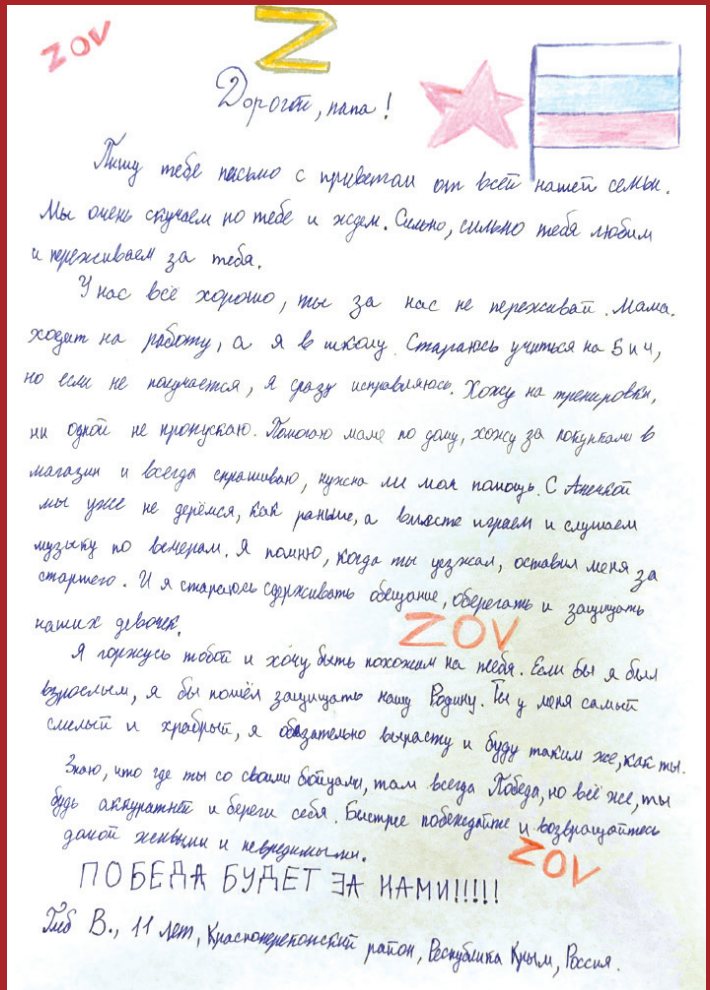 ZOV
Z
Дорогой, папа!
Пишу тебе письмо с приветом от всей нашей семьи.
Мы очень скучаем по тебе и ждем. Сильно, сильно тебя любим
и переживаем за тебя.
У нас всё хорошо, ты за нас не переживай. Мама
ходит на работу, а я в школу. Стараюсь учиться на 5 и 4,
но если не получается, я сразу исправляюсь. Хожу на тренировки,
ни одной не пропускаю. Помогаю маме по дому, хожу за покупками в
магазин и всегда спрашиваю, нужна ли моя помощь. С Анечкой
мы уже не дерёмся, как раньше, а вместе играем и слушаем
музыку по вечерам. Я помню, когда ты уезжал, оставил меня за
старшего. И я стараюсь сдерживать обещание, оберегать и защищать
наших девочек.
ZOV
Я горжусь тобой и хочу быть похожим на тебя. Если бы я был
взрослым, я бы пошёл защищать нашу Родину. Ты у меня самый
смелый и храбрый, я обязательно вырасту и буду таким же, как ты.
Знаю, что где ты со своими бойцами, там всегда Победа, но всё же, ты
будь аккуратней и береги себя. Быстрее побеждайте и возвращайтесь
домой живыми и невредимыми.
ZOV
ПОБЕДА БУДЕТ ЗА НАМИ!!!!!
Глеб В., 11 лет, Красноперекопский район, Республика Крым, Россия.